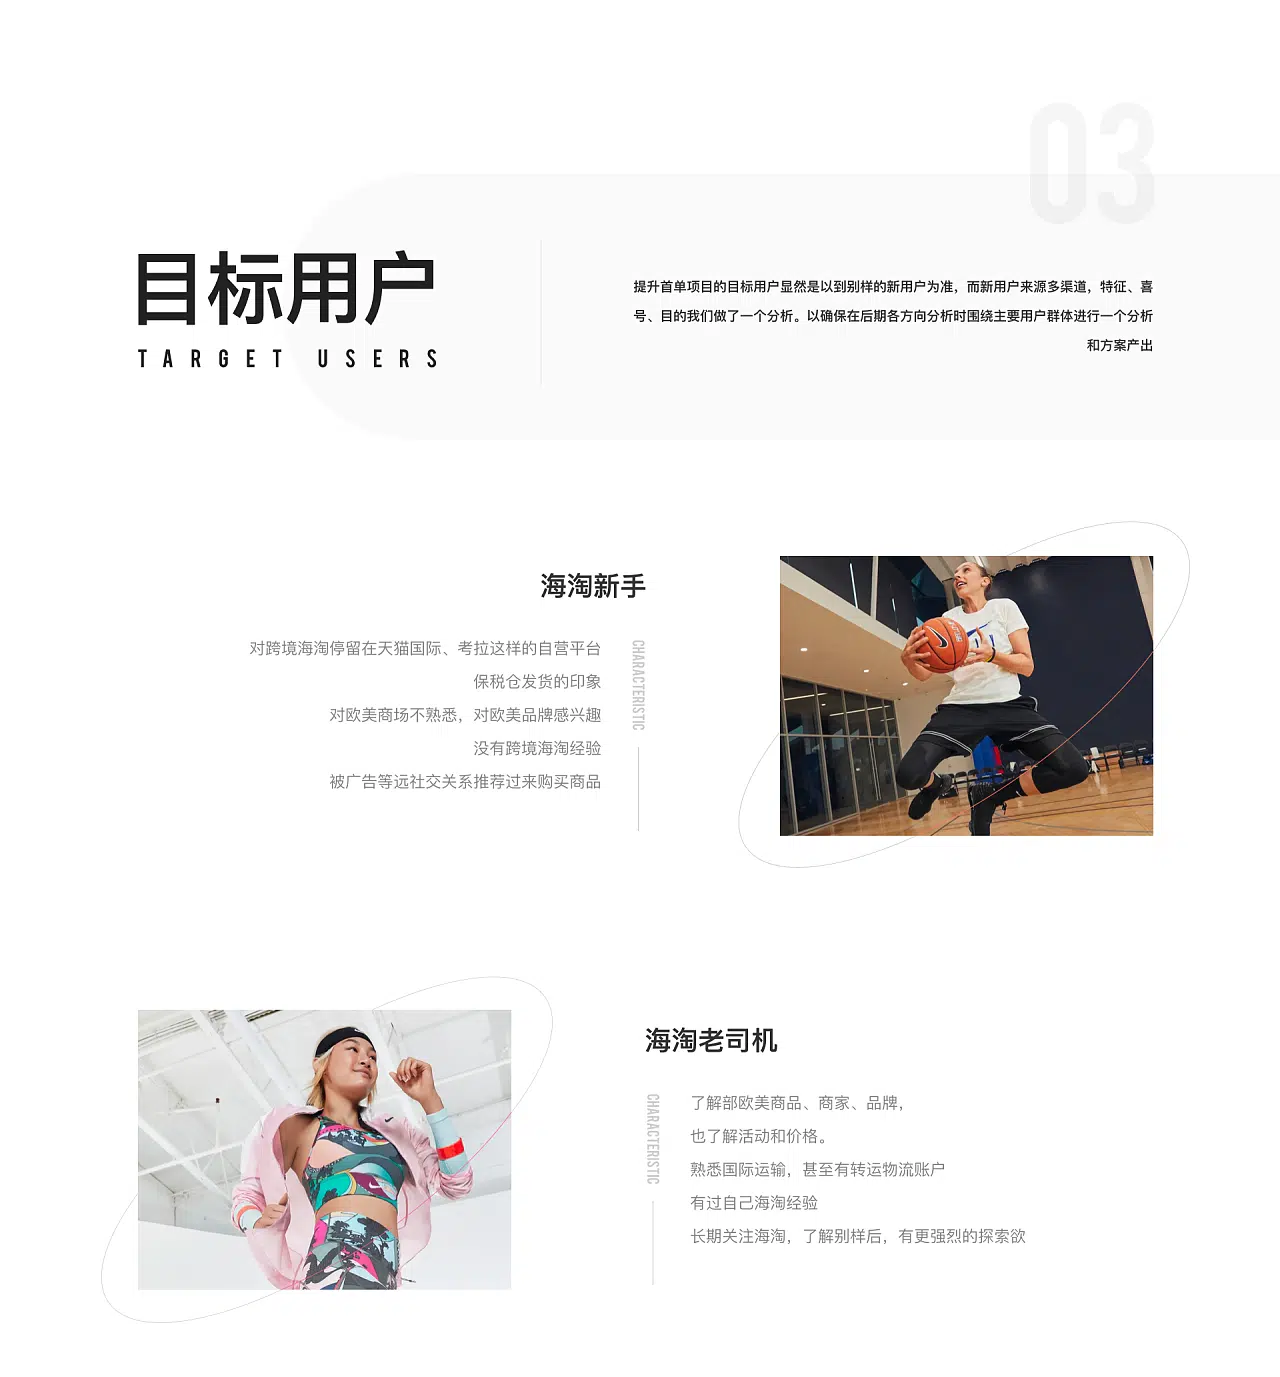 03
目标用户
TARGET USERS
提升首单项目的目标用户显然是以到别样的新用户为准，而新用户来源多渠道，特征、喜
号、目的我们做了一个分析。以确保在后期各方向分析时围绕主要用户群体进行一个分析
和方案产出
海淘新手
对跨境海淘停留在天猫国际、考拉这样的自营平台
保税仓发货的印象
对欧美商场不熟悉，对欧美品牌感兴趣
没有跨境海淘经验
被广告等远社交关系推荐过来购买商品
CHARACTERISTIC
海淘老司机
CHARACTERISTIC
了解部欧美商品、商家、品牌，
也了解活动和价格。
熟悉国际运输，甚至有转运物流账户
有过自己海淘经验
长期关注海淘，了解别样后，有更强烈的探索欲